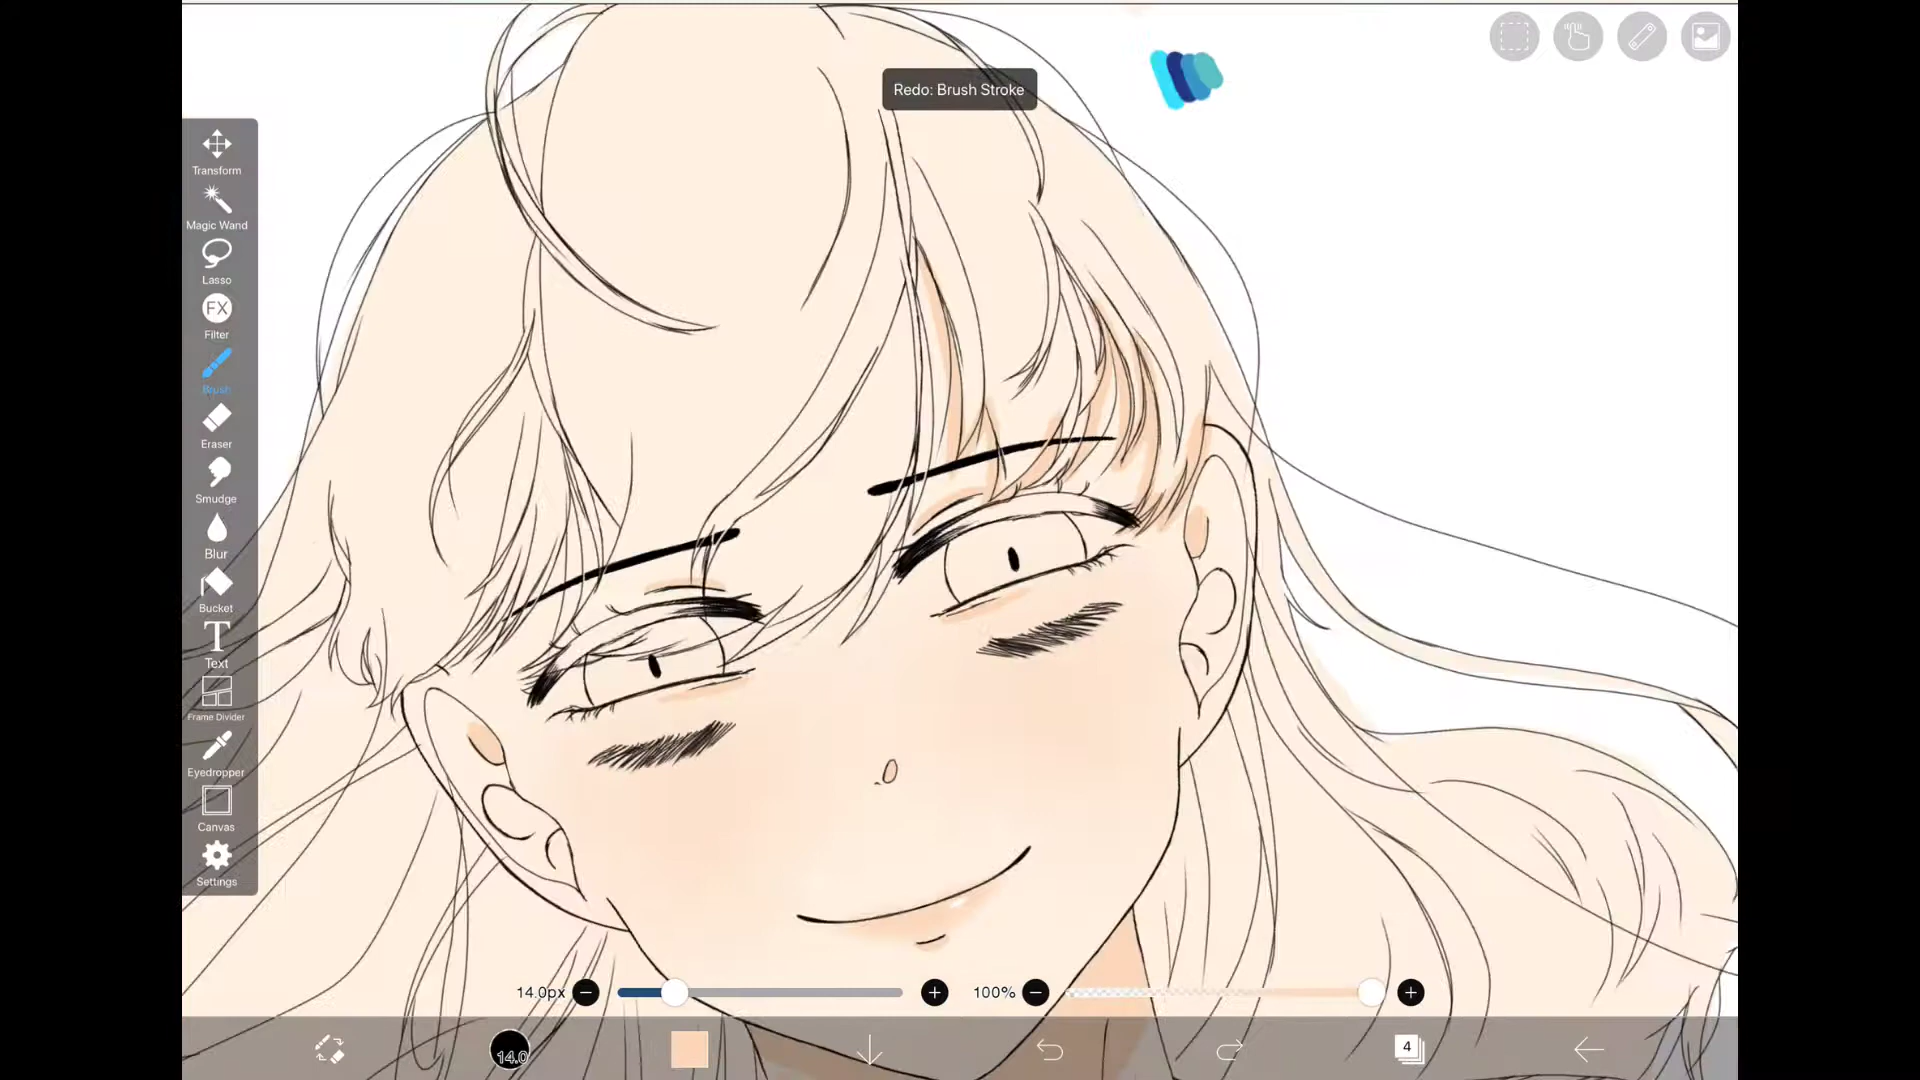 Redo: Brush Stroke
Transform
Magic Wand
Lasso
FX
Filter
Brush
Eraser
Smudge
Blur
Bucket
T
Text
Frame Divider
Eyedropper
Canvas
Settings
14.0px
100%
14.0
4